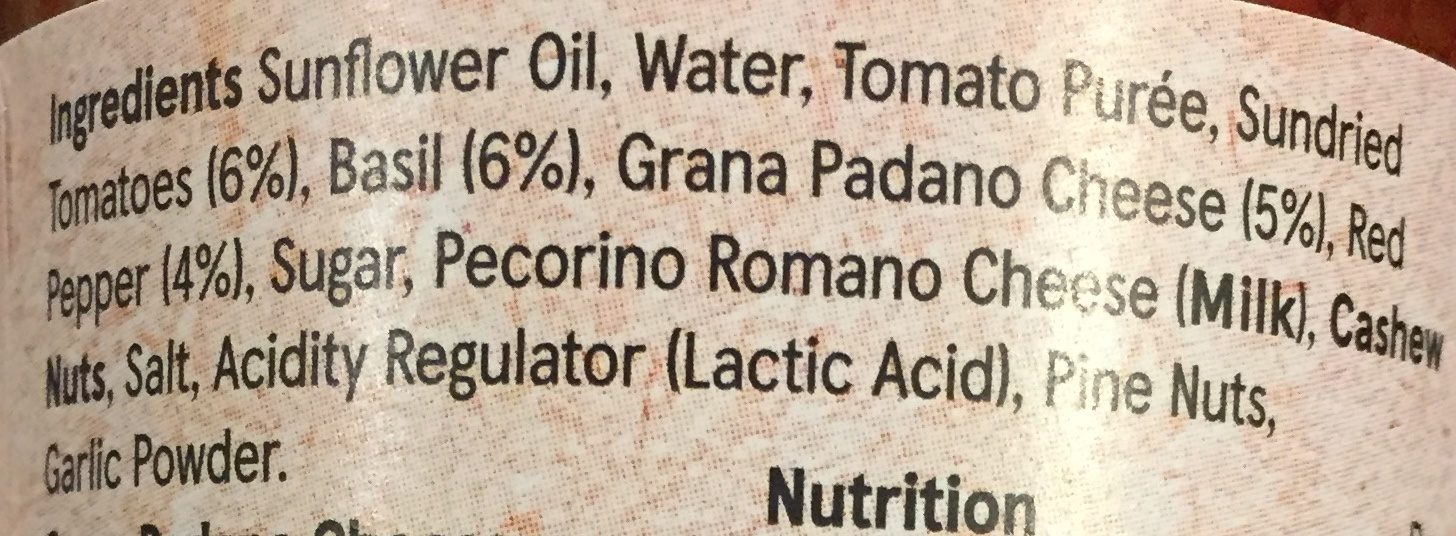 Ingredients Sunflower Oil, Water, Tomato Purée, Sundried
Tomatoes (6%), Basil (6%), Grana Padano Cheese (5%), Red
Pepper (4%), Sugar, Pecorino Romano Cheese (Milk), Cashew
Nuts, Salt, Acidity Regulator (Lactic Acid), Pine Nuts,
Garlic Powder.
Nutrition